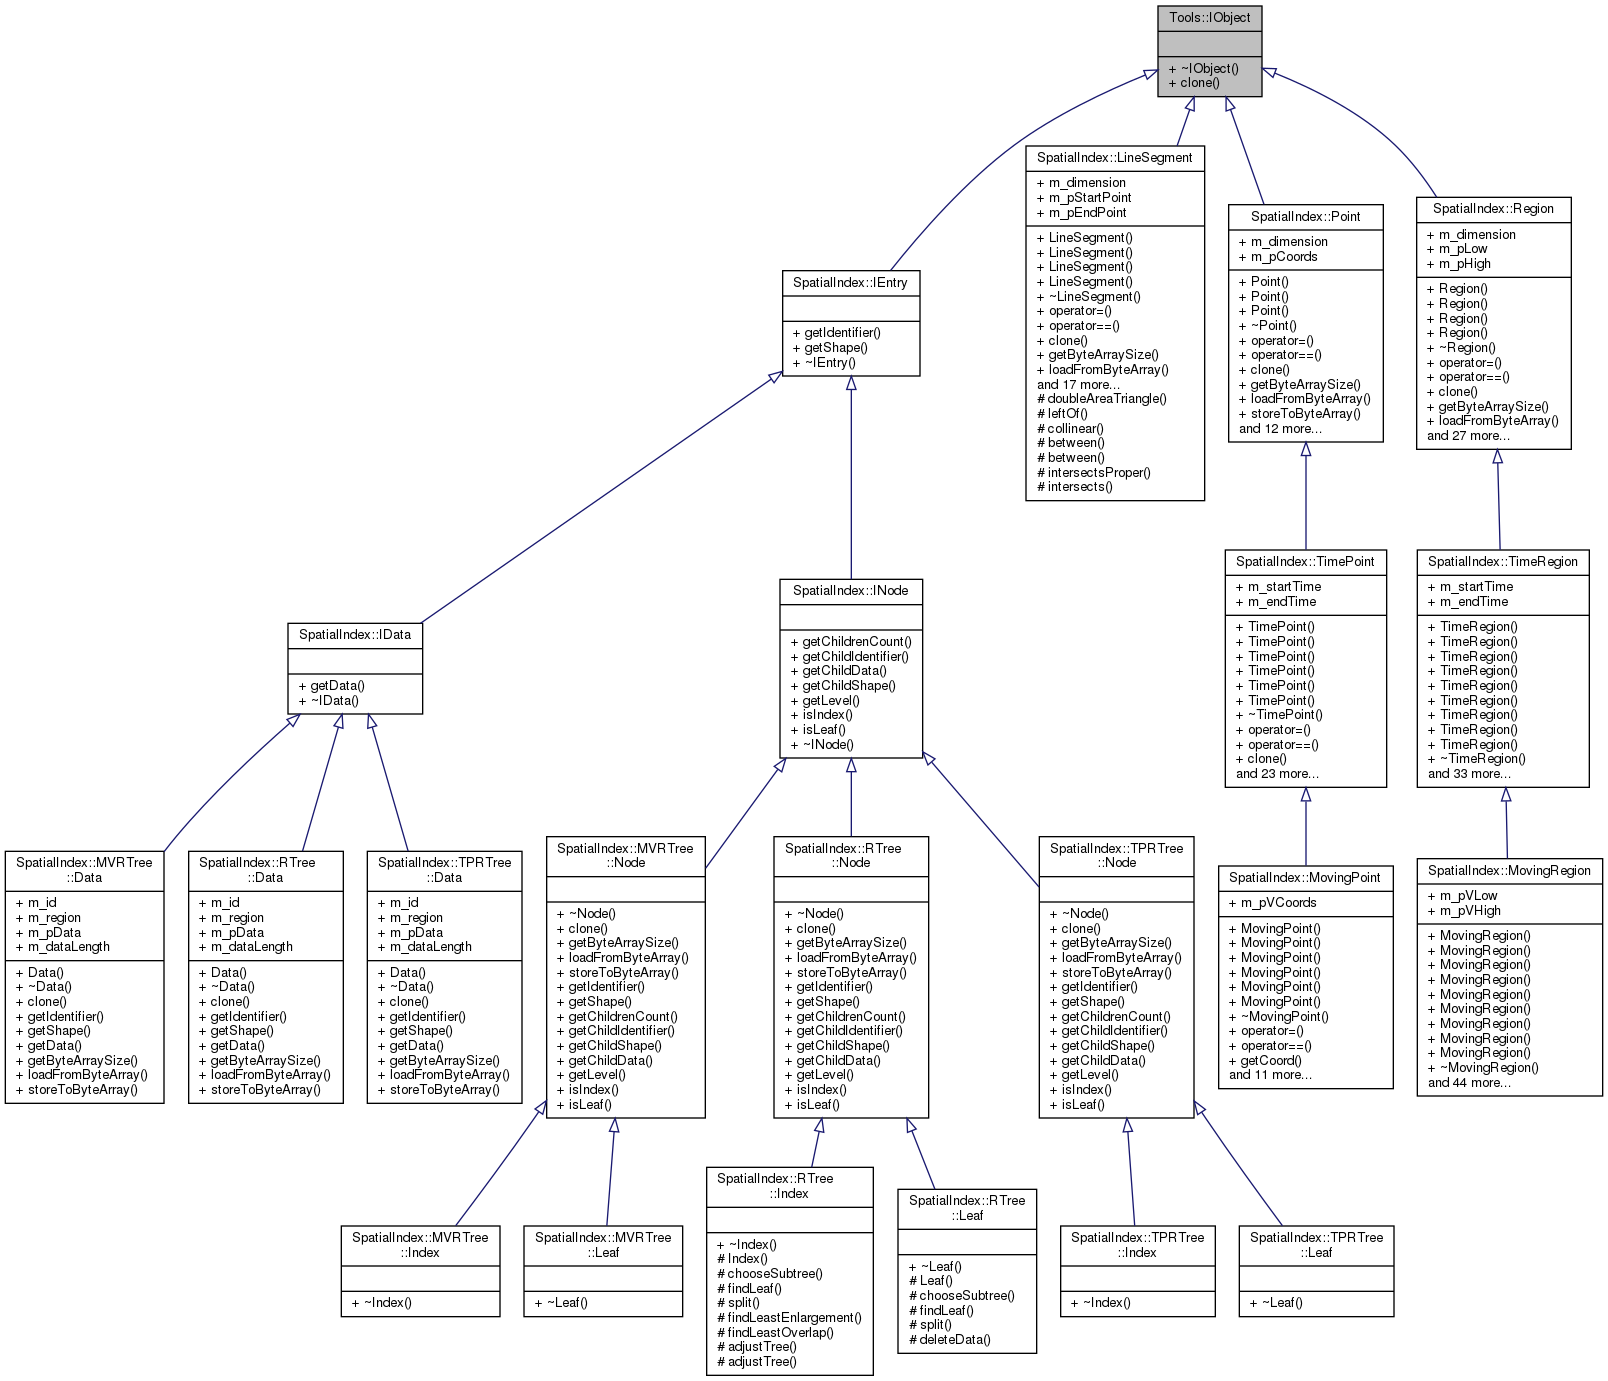 Tools::IObject
+ ~IObject()
+ clone()
SpatialIndex::LineSegment
+ m_dimension
+ m_pStartPoint
+ m_pEndPoint
+ LineSegment()
+ LineSegment()
+ LineSegment()
+ LineSegment()
+ ~LineSegment()
+ operator=()
+ operator==()
+ clone()
+ getByteArraySize()
+ loadFromByteArray()
and 17 more...
# doubleAreaTriangle()
# leftOf()
# collinear()
# between()
# between()
# intersectsProper()
# intersects()
SpatialIndex::Point
+ m_dimension
+ m_pCoords
+ Point()
+ Point()
+ Point()
+ ~Point()
+ operator=()
+ operator==()
+ clone()
+ getByteArraySize()
+ loadFromByteArray()
+ storeToByteArray()
and 12 more...
SpatialIndex::Region
+ m_dimension
+ m_pLow
+ m_pHigh
+ Region()
+ Region()
+ Region()
+ Region()
+ ~Region()
+ operator=()
+ operator==()
+ clone()
+ getByteArraySize()
+ loadFromByteArray()
and 27 more...
SpatialIndex::IEntry
+ getIdentifier()
+ getShape()
+ ~IEntry()
SpatialIndex::IData
+ getData()
+ ~IData()
SpatialIndex::INode
+ getChildrenCount()
+ getChildIdentifier()
+ getChildData()
+ getChildShape()
+ getLevel()
+ isIndex()
+ isLeaf()
+ ~INode()
SpatialIndex::TimePoint
+ m_startTime
+ m_endTime
+ TimePoint()
+ TimePoint()
+ TimePoint()
+ TimePoint()
+ TimePoint()
+ TimePoint()
+ ~TimePoint()
+ operator=()
+ operator==()
+ clone()
and 23 more...
SpatialIndex::TimeRegion
+ m_startTime
+ m_endTime
+ TimeRegion()
+ TimeRegion()
+ TimeRegion()
+ TimeRegion()
+ TimeRegion()
+ TimeRegion()
+ TimeRegion()
+ TimeRegion()
+ TimeRegion()
+ ~TimeRegion()
and 33 more...
SpatialIndex::MVRTree
::Data
+ m_id
+ m_region
+ m_pData
+ m_dataLength
+ Data()
+ ~Data()
+ clone()
+ getIdentifier()
+ getShape()
+ getData()
+ getByteArraySize()
+ loadFromByteArray()
+ storeToByteArray()
SpatialIndex::RTree
::Data
+ m_id
+ m_region
+ m_pData
+ m_dataLength
+ Data()
+ ~Data()
+ clone()
+ getIdentifier()
+ getShape()
+ getData()
+ getByteArraySize()
+ loadFromByteArray()
+ storeToByteArray()
SpatialIndex::TPRTree
::Data
+ m_id
+ m_region
+ m_pData
+ m_dataLength
+ Data()
+ ~Data()
+ clone()
+ getIdentifier()
+ getShape()
+ getData()
+ getByteArraySize()
+ loadFromByteArray()
+ storeToByteArray()
SpatialIndex::MVRTree
::Node
+ ~Node()
+ clone()
+ getByteArraySize()
+ loadFromByteArray()
+ storeToByteArray()
+ getIdentifier()
+ getShape()
+ getChildrenCount()
+ getChildIdentifier()
+ getChildShape()
+ getChildData()
+ getLevel()
+ isIndex()
+ isLeaf()
SpatialIndex::RTree
::Node
+ ~Node()
+ clone()
+ getByteArraySize()
+ loadFromByteArray()
+ storeToByteArray()
+ getIdentifier()
+ getShape()
+ getChildrenCount()
+ getChildIdentifier()
+ getChildShape()
+ getChildData()
+ getLevel()
+ isIndex()
+ isLeaf()
SpatialIndex::TPRTree
::Node
+ ~Node()
+ clone()
+ getByteArraySize()
+ loadFromByteArray()
+ storeToByteArray()
+ getIdentifier()
+ getShape()
+ getChildrenCount()
+ getChildIdentifier()
+ getChildShape()
+ getChildData()
+ getLevel()
+ isIndex()
+ isLeaf()
SpatialIndex::MovingPoint
+ m_pVCoords
+ MovingPoint()
+ MovingPoint()
+ MovingPoint()
+ MovingPoint()
+ MovingPoint()
+ MovingPoint()
+ ~MovingPoint()
+ operator=()
+ operator==()
+ getCoord()
and 11 more...
SpatialIndex::MovingRegion
+ m_pVLow
+ m_pVHigh
+ MovingRegion()
+ MovingRegion()
+ MovingRegion()
+ MovingRegion()
+ MovingRegion()
+ MovingRegion()
+ MovingRegion()
+ MovingRegion()
+ MovingRegion()
+ ~MovingRegion()
and 44 more...
SpatialIndex::MVRTree
::Index
+ ~Index()
SpatialIndex::MVRTree
::Leaf
+ ~Leaf()
SpatialIndex::RTree
::Index
+ ~Index()
# Index()
# chooseSubtree()
# findLeaf()
# split()
# findLeastEnlargement()
# findLeastOverlap()
# adjustTree()
# adjustTree()
SpatialIndex::RTree
::Leaf
+ ~Leaf()
# Leaf()
# chooseSubtree()
# findLeaf()
# split()
# deleteData()
SpatialIndex::TPRTree
::Index
+ ~Index()
SpatialIndex::TPRTree
::Leaf
+ ~Leaf()